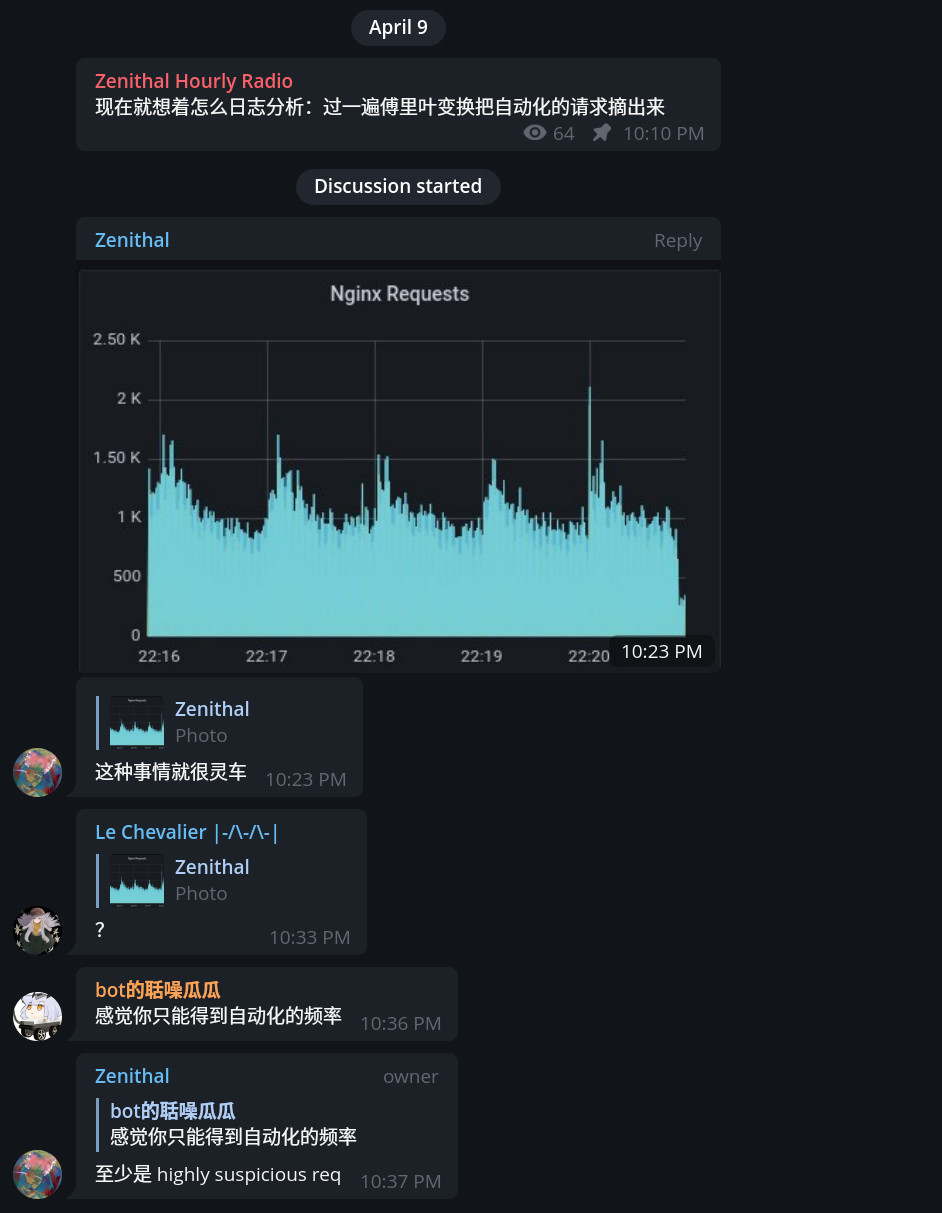 April 9
Zenithal Hourly Radio
现在就想着怎么日志分析：过一遍傅里叶变换把自动化的请求摘出来
64 10:10 PM
Discussion started
Zenithal Reply
Nginx Requests
2.50 K
2 K
1.50 K
1 K
500
0
22:16 22:17 22:18 22:19 22:20
10:23 PM
Zenithal
Photo
这种事情就很灵车 10:23 PM
Le Chevalier |-/\-/\-|
Zenithal
Photo
? 10:33 PM
bot的聒噪瓜瓜
感觉你只能得到自动化的频率 10:36 PM
Zenithal owner
bot的聒噪瓜瓜
感觉你只能得到自动化的频率
至少是 highly suspicious req 10:37 PM